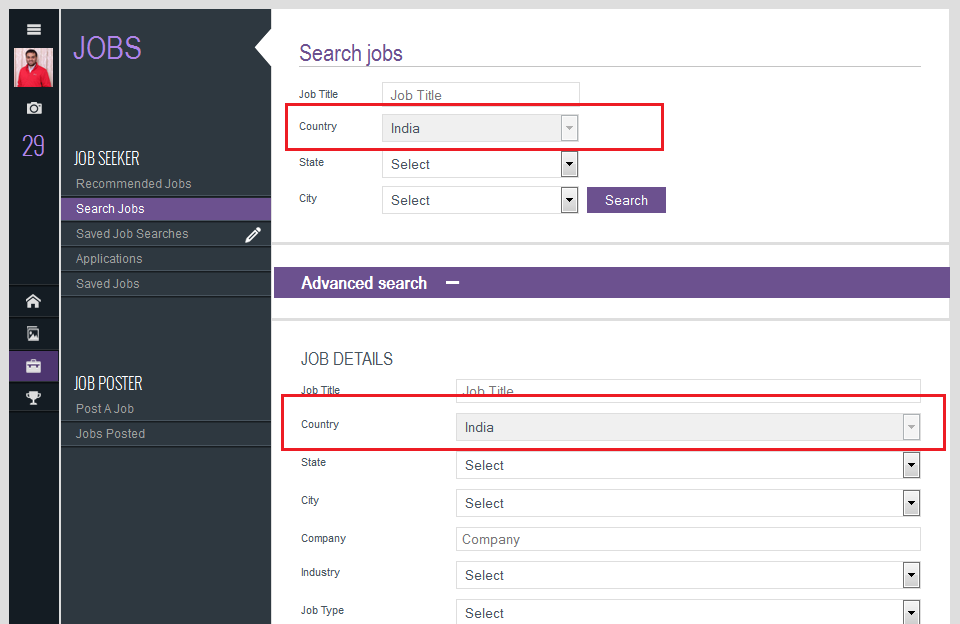 JOBS
29
JOB SEEKER
Recommended Jobs
Search Jobs
Saved Job Searches
Applications
Saved Jobs
JOB POSTER
Post A Job
Jobs Posted
Search jobs
Job Title Job Title
Country India
State Select
City Select Search
Advanced search
JOB DETAILS
Job Title Job Title
Country India
State Select
City Select
Company Company
Industry Select
Job Type Select